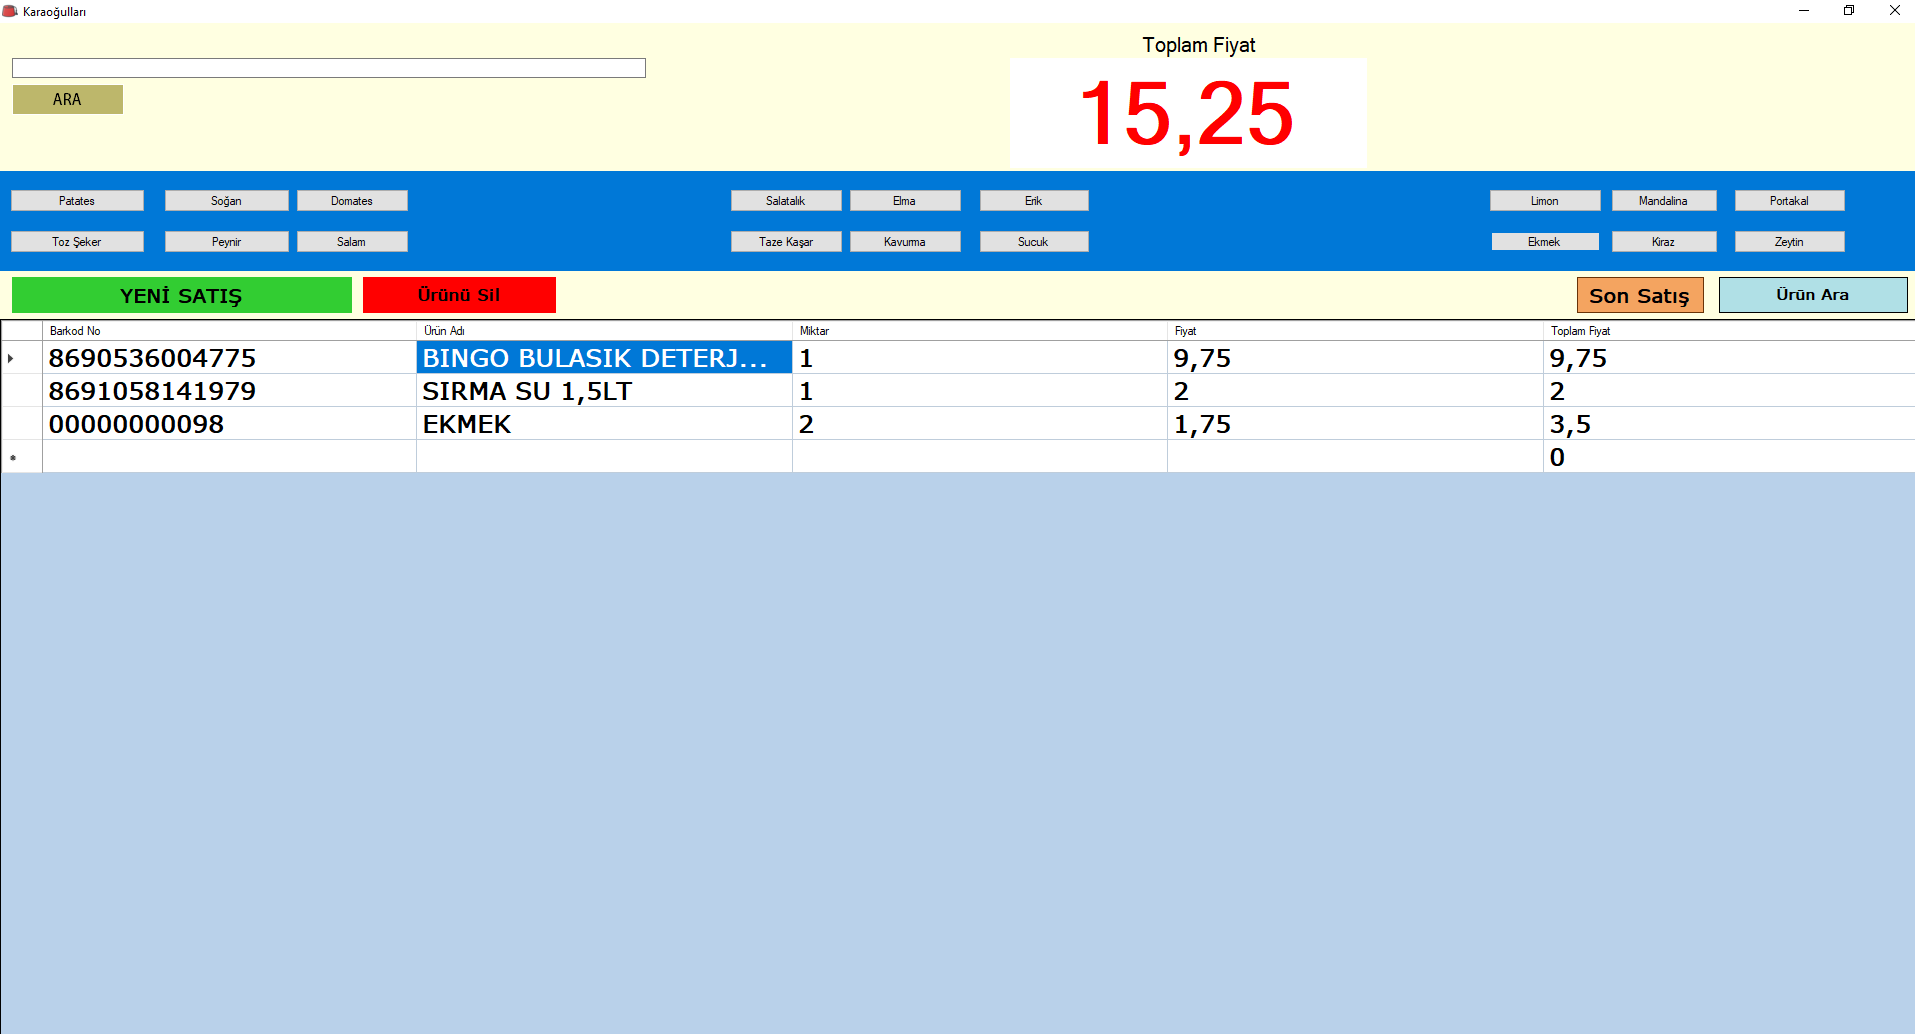 Karaoğulları
Toplam Fiyat
15,25
ARA
Patates Soğan Domates Salatalık Elma Erik Limon Mandalina Portakal
Toz Şeker Peynir Salam Taze Kaşar Kavurma Sucuk Ekmek Kiraz Zeytin
YENİ SATIŞ Ürünü Sil Son Satış Ürün Ara
Barkod No Ürün Adı Miktar Fiyat Toplam Fiyat
8690536004775 BINGO BULASIK DETERJ... 1 9,75 9,75
8691058141979 SIRMA SU 1,5LT 1 2 2
00000000098 EKMEK 2 1,75 3,5
0